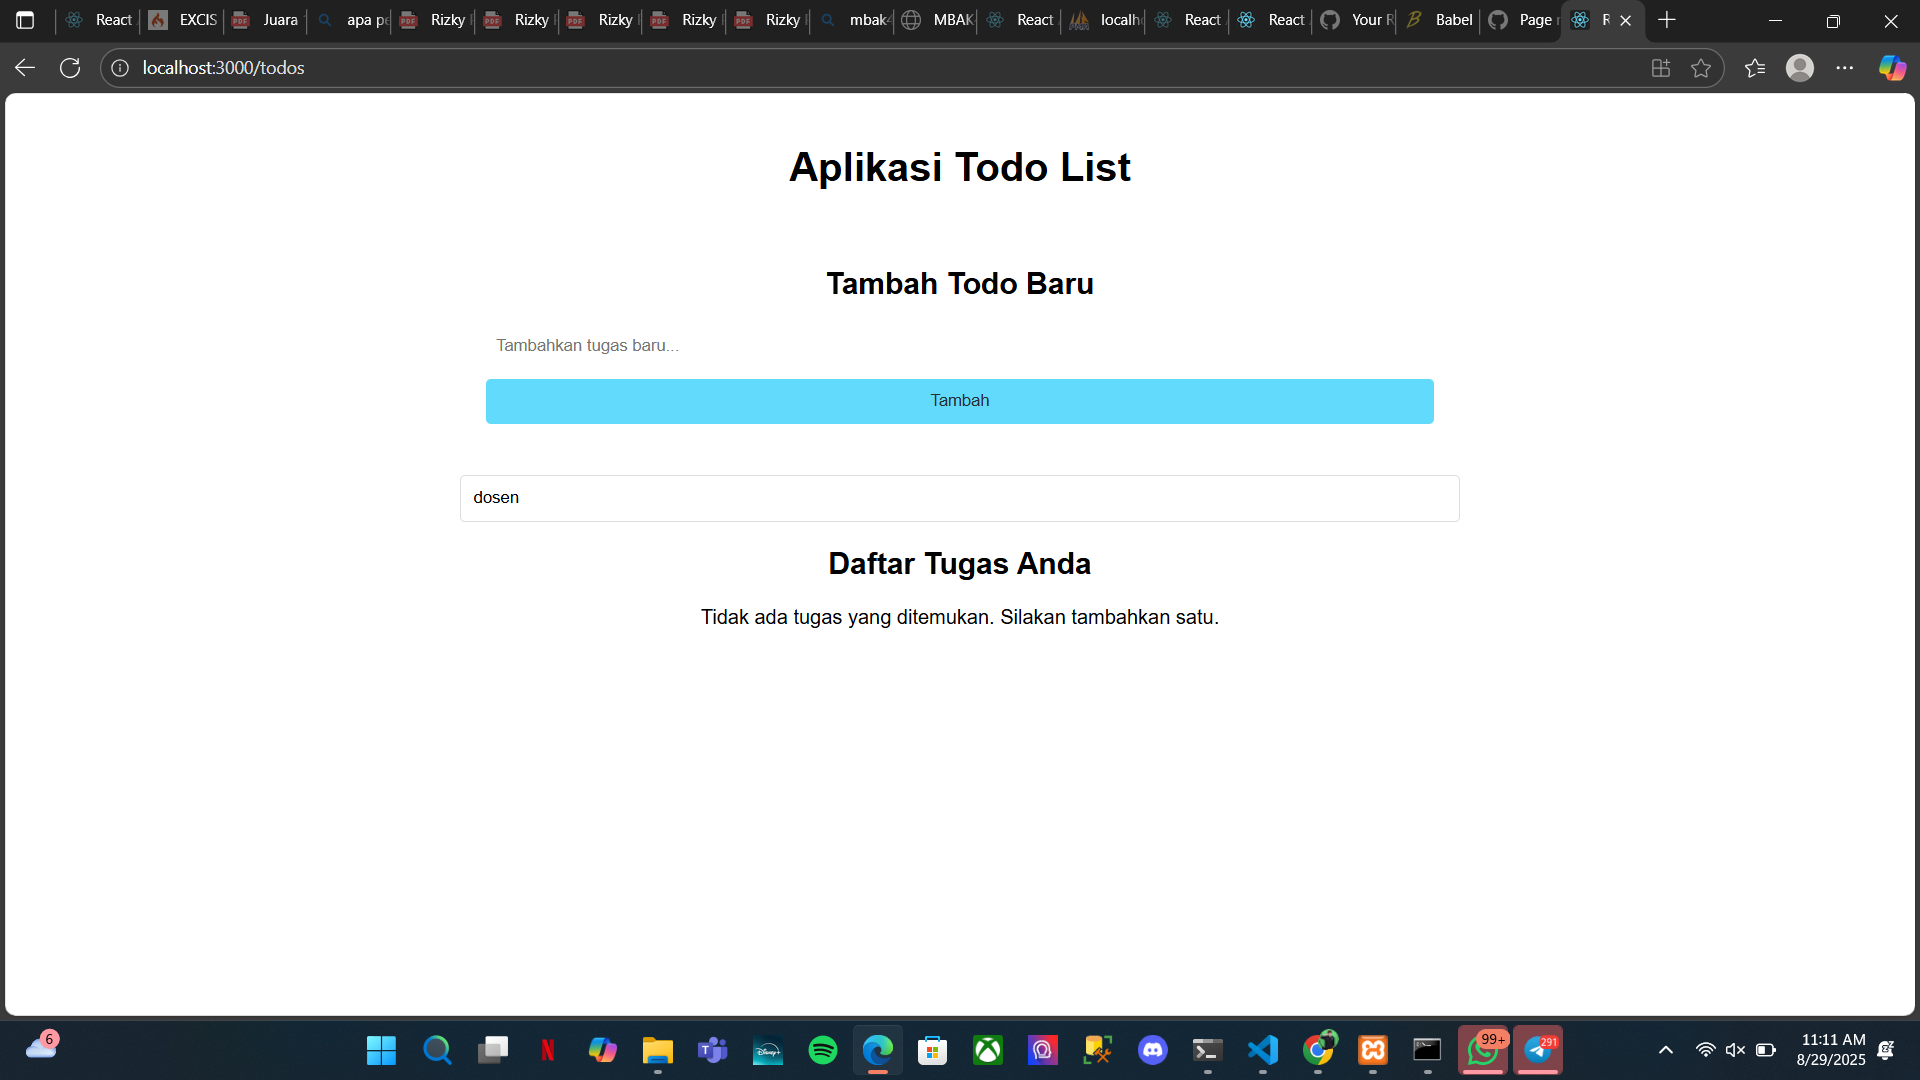 React
EXCIS
Juara
apa pe
Rizky
Rizky
Rizky
Rizky
Rizky
mbak4
MBAK
React
localh
React
React
Your R
Babel
Page
R
localhost:3000/todos
Aplikasi Todo List
Tambah Todo Baru
Tambahkan tugas baru...
Tambah
dosen
Daftar Tugas Anda
Tidak ada tugas yang ditemukan. Silakan tambahkan satu.
6
99+
291
11:11 AM
8/29/2025